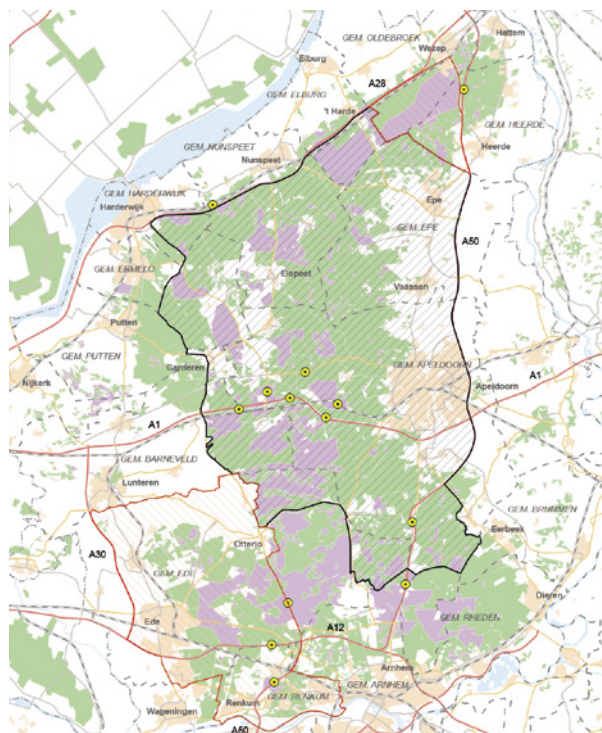 Hattem
GEM. OLDEBROEK
Wezep
Elburg
A28
GEM. ELBURG
't Harde
GEM. HEERDE
GEM. NUNSPEET
Heerde
Nunspeet
GEM. HARDERWIJK
Epe
Harderwijk
GEM. EPE
A50
GEM. ERMELO
Elspeet
Vaassen
Putten
GEM. PUTTEN
Garderen
GEM. APELDOORN
Nijkerk
A1
Apeldoorn
A1
GEM. BARNEVELD
Lunteren
GEM. BRUMMEN
Eerbeek
Otterlo
A30
GEM. EDE
Dieren
GEM. RHEDEN
Ede
A12
Arnhem
GEM. ARNHEM
GEM. RENKUM
Renkum
Wageningen
A50